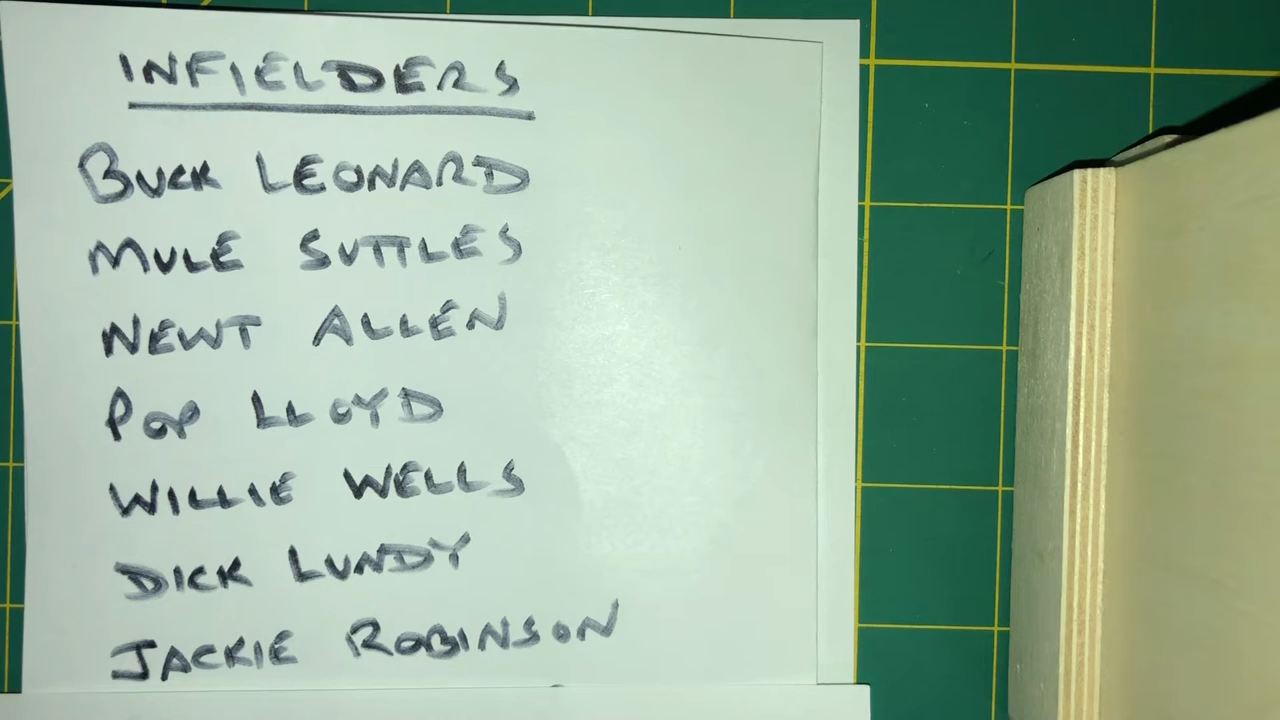 INFIELDERS
BUCK LEONARD
MULE SUTTLES
NEWT ALLEN
POP LLOYD
WILLIE WELLS
DICK LUNDY
JACKIE ROBINSON